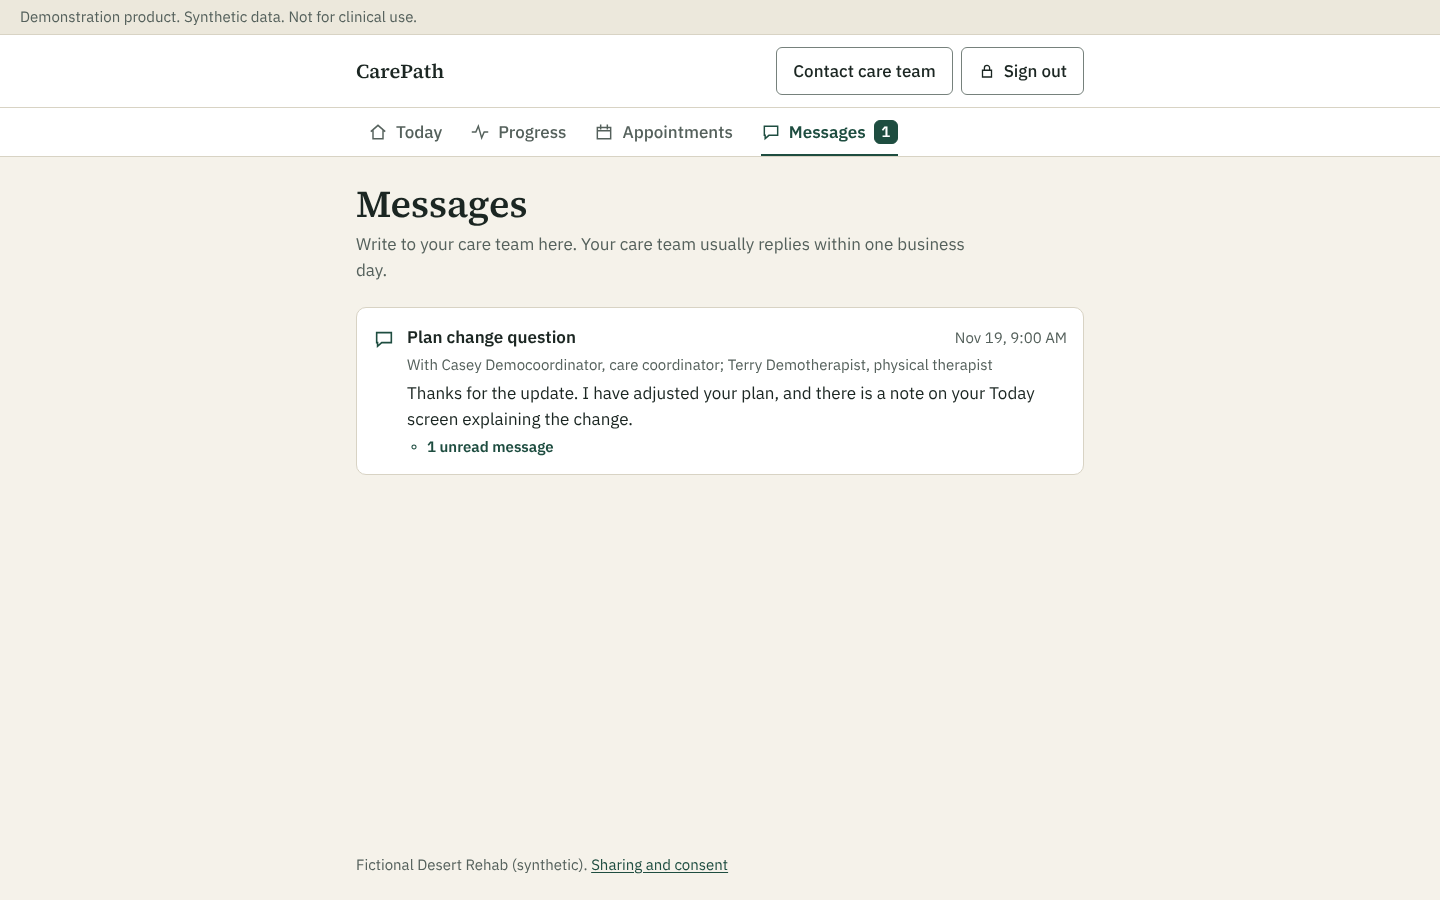 Demonstration product. Synthetic data. Not for clinical use.
CarePath
Contact care team
Sign out
Today
Progress
Appointments
Messages 1
Messages
Write to your care team here. Your care team usually replies within one business
day.
Plan change question
Nov 19, 9:00 AM
With Casey Democoordinator, care coordinator; Terry Demotherapist, physical therapist
Thanks for the update. I have adjusted your plan, and there is a note on your Today
screen explaining the change.
1 unread message
Fictional Desert Rehab (synthetic). Sharing and consent